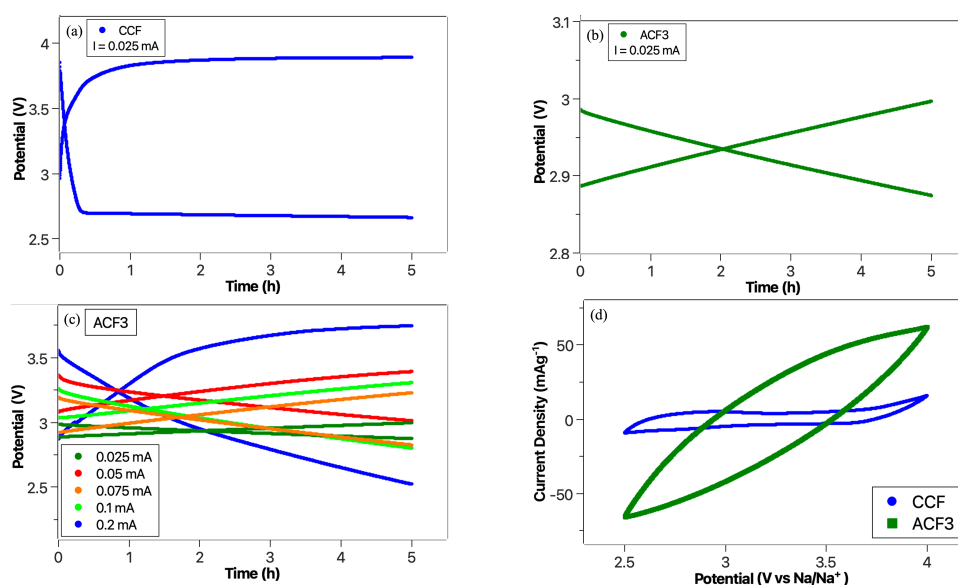 (a)
CCF
I = 0.025 mA
4
3.5
3
2.5
Potential (V)
0 1 2 3 4 5
Time (h)
(b)
ACF3
I = 0.025 mA
3.1
3
2.9
2.8
Potential (V)
0 1 2 3 4 5
Time (h)
(c)
ACF3
3.5
3
2.5
Potential (V)
0.025 mA
0.05 mA
0.075 mA
0.1 mA
0.2 mA
0 1 2 3 4 5
Time (h)
(d)
50
0
-50
Current Density (mAg⁻¹)
CCF
ACF3
2.5 3 3.5 4
Potential (V vs Na/Na⁺)